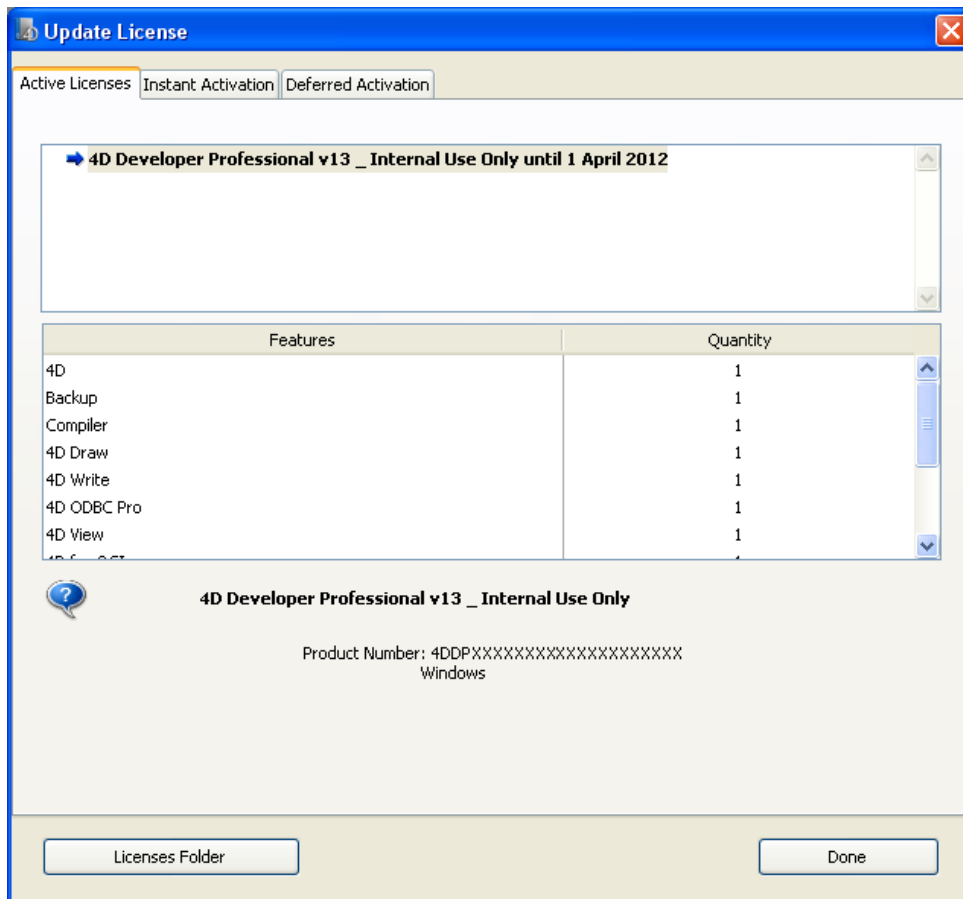 Update License
Active Licenses Instant Activation Deferred Activation
4D Developer Professional v13 _ Internal Use Only until 1 April 2012
Features Quantity
4D 1
Backup 1
Compiler 1
4D Draw 1
4D Write 1
4D ODBC Pro 1
4D View 1
4D Developer Professional v13 _ Internal Use Only
Product Number: 4DDPXXXXXXXXXXXXXXXXXXXX
Windows
Licenses Folder Done